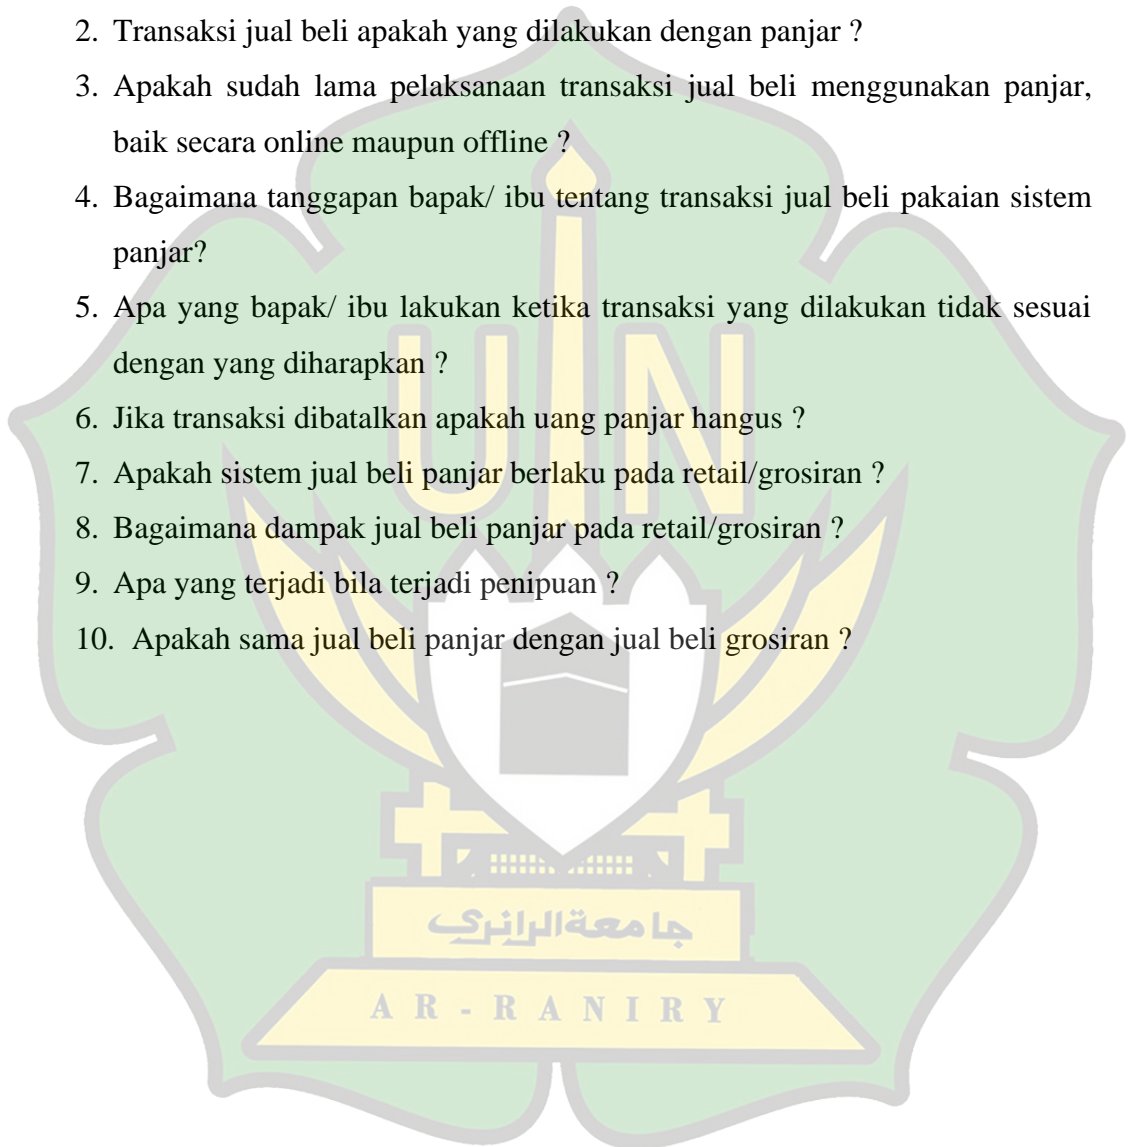 2. Transaksi jual beli apakah yang dilakukan dengan panjar ?
3. Apakah sudah lama pelaksanaan transaksi jual beli menggunakan panjar,
baik secara online maupun offline ?
4. Bagaimana tanggapan bapak/ ibu tentang transaksi jual beli pakaian sistem
panjar?
5. Apa yang bapak/ ibu lakukan ketika transaksi yang dilakukan tidak sesuai
dengan yang diharapkan ?
6. Jika transaksi dibatalkan apakah uang panjar hangus ?
7. Apakah sistem jual beli panjar berlaku pada retail/grosiran ?
8. Bagaimana dampak jual beli panjar pada retail/grosiran ?
9. Apa yang terjadi bila terjadi penipuan ?
10. Apakah sama jual beli panjar dengan jual beli grosiran ?
UIN
جامعةالرانري
AR-RANIRY